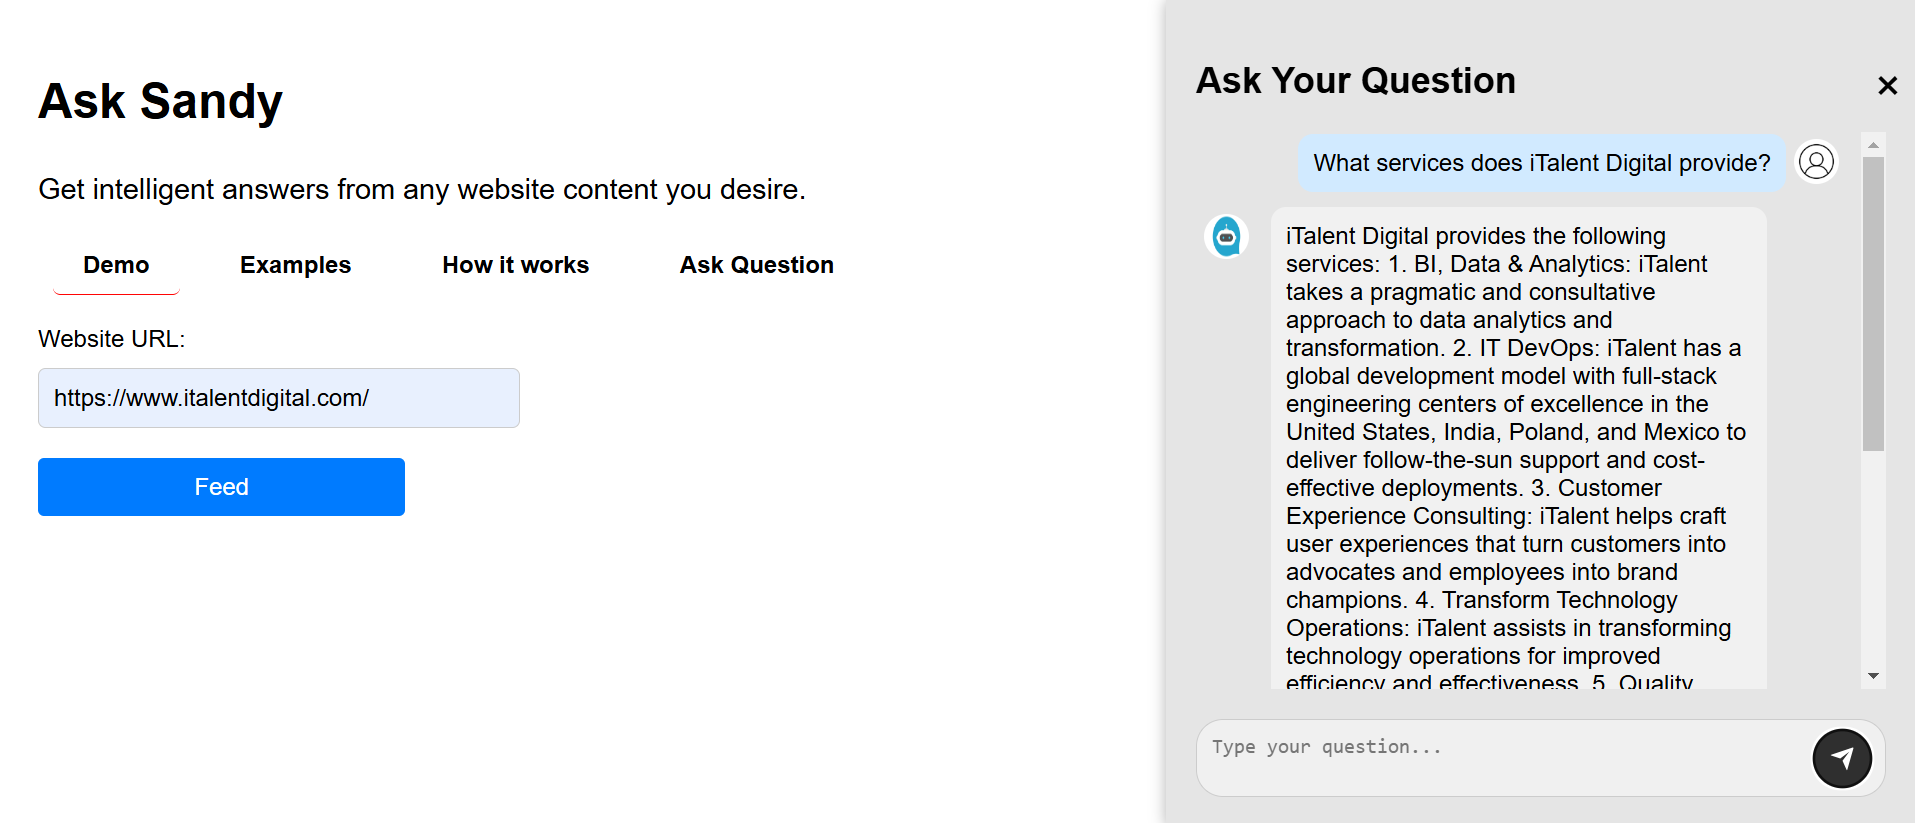 Ask Sandy
Get intelligent answers from any website content you desire.
Demo
Examples
How it works
Ask Question
Website URL:
https://www.italentdigital.com/
Feed
Ask Your Question
×
What services does iTalent Digital provide?
iTalent Digital provides the following
services: 1. BI, Data & Analytics: iTalent
takes a pragmatic and consultative
approach to data analytics and
transformation. 2. IT DevOps: iTalent has a
global development model with full-stack
engineering centers of excellence in the
United States, India, Poland, and Mexico to
deliver follow-the-sun support and cost-
effective deployments. 3. Customer
Experience Consulting: iTalent helps craft
user experiences that turn customers into
advocates and employees into brand
champions. 4. Transform Technology
Operations: iTalent assists in transforming
technology operations for improved
efficiency and effectiveness. 5. Quality
Type your question...